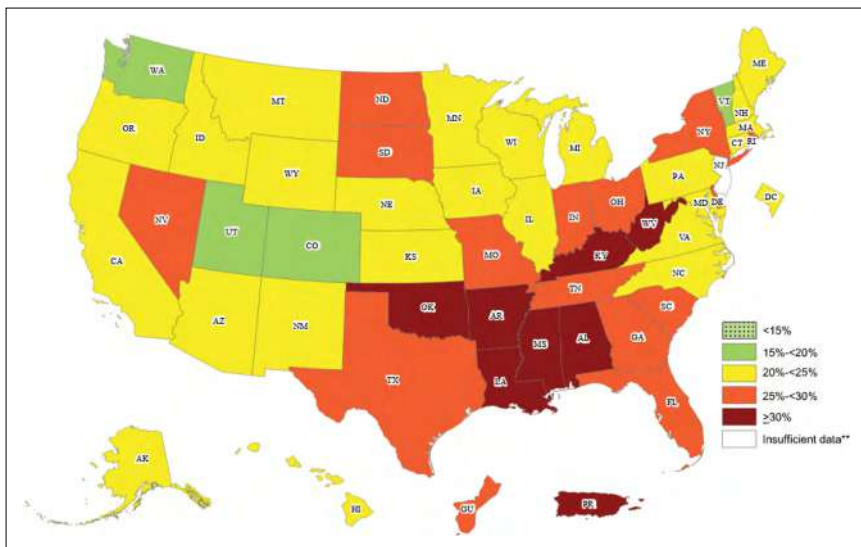 WA
MT
ND
MN
ME
VT
NH
OR
ID
WI
NY
MA
SD
MI
CT
RI
WY
NJ
IA
PA
NE
DC
NV
OH
MD
DE
IL
IN
UT
WV
CO
VA
KS
MO
KY
CA
NC
TN
OK
SC
AZ
NM
AR
GA
MS
AL
LA
TX
FL
AK
HI
GU
PR
<15%
15%-<20%
20%-<25%
25%-<30%
≥30%
Insufficient data**